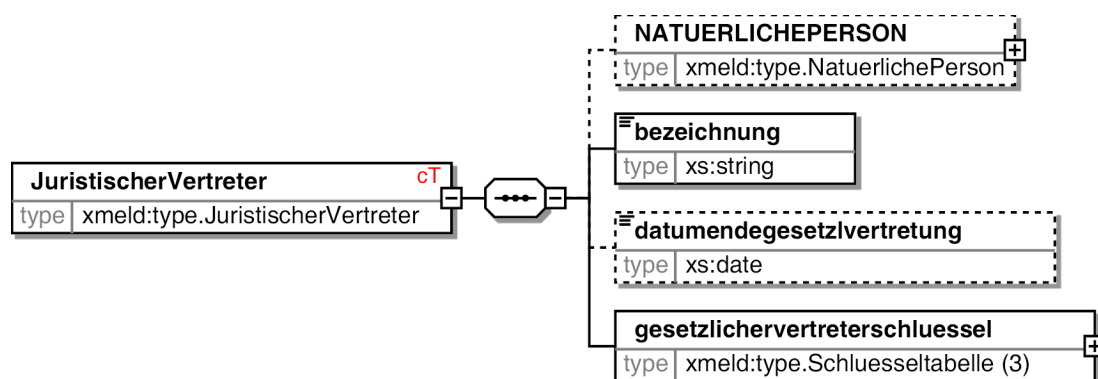 NATUERLICHEPERSON
type xmeld:type.NatuerlichePerson
bezeichnung
type xs:string
JuristischerVertreter cT
type xmeld:type.JuristischerVertreter
datumendegesetzlvertretung
type xs:date
gesetzlichervertreterschluessel
type xmeld:type.Schluesseltabelle (3)